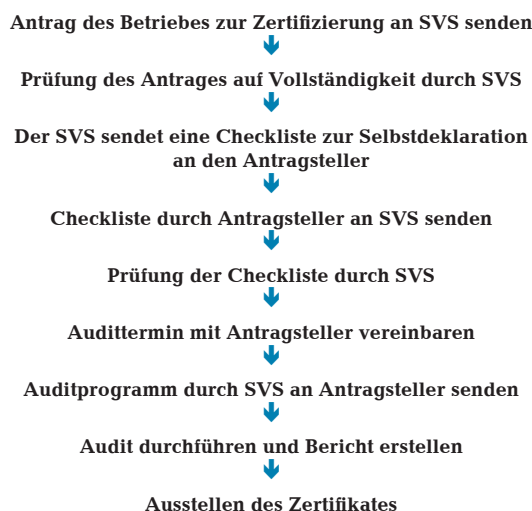 Antrag des Betriebes zur Zertifizierung an SVS senden
Prüfung des Antrages auf Vollständigkeit durch SVS
Der SVS sendet eine Checkliste zur Selbstdeklaration
an den Antragsteller
Checkliste durch Antragsteller an SVS senden
Prüfung der Checkliste durch SVS
Audittermin mit Antragsteller vereinbaren
Auditprogramm durch SVS an Antragsteller senden
Audit durchführen und Bericht erstellen
Ausstellen des Zertifikates